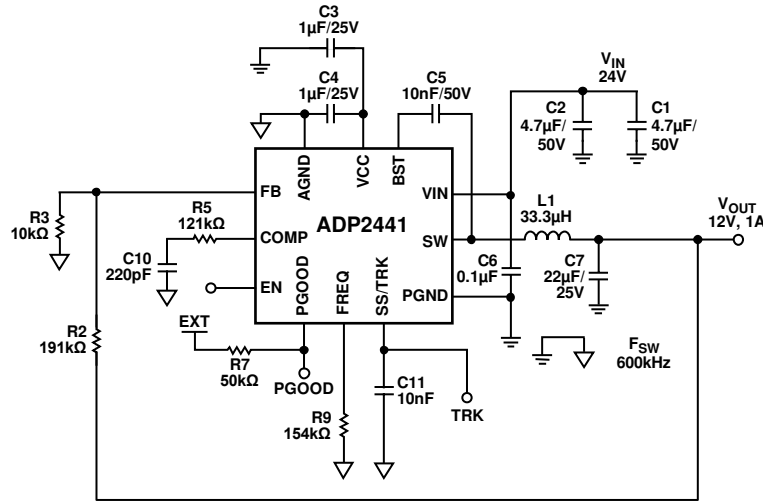 C3
1µF/25V
C4
1µF/25V
C5
10nF/50V
VIN
24V
C2
4.7µF/
50V
C1
4.7µF/
50V
AGND
VCC
BST
FB
VIN
ADP2441
R3
10kΩ
R5
121kΩ
COMP
SW
L1
33.3µH
VOUT
12V, 1A
C10
220pF
C6
0.1µF
C7
22µF/
25V
EN
PGOOD
FREQ
SS/TRK
PGND
R2
191kΩ
EXT
R7
50kΩ
PGOOD
C11
10nF
TRK
FSW
600kHz
R9
154kΩ